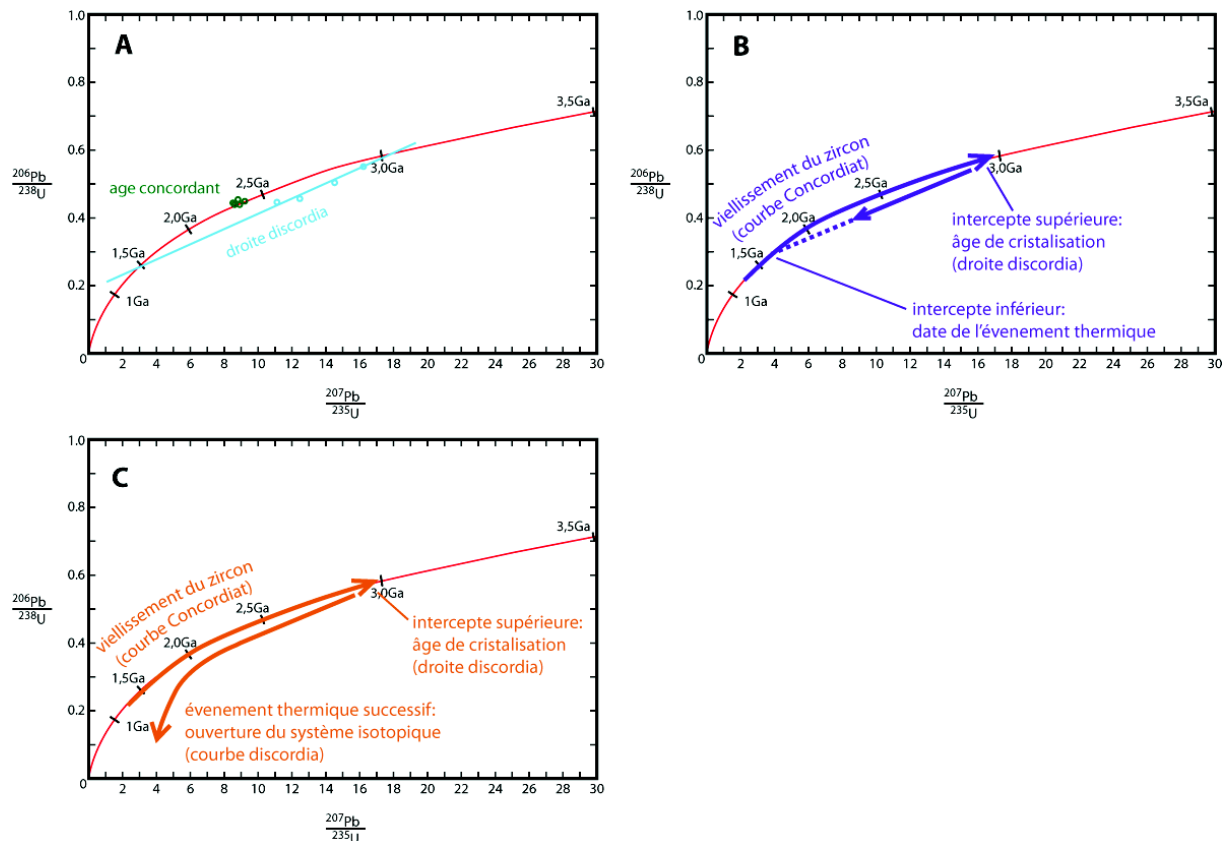 A
1.0
0.8
0.6
0.4
0.2
0
206Pb
238U
age concordant
droite discordia
1Ga
1,5Ga
2,0Ga
2,5Ga
3,0Ga
3,5Ga
2 4 6 8 10 12 14 16 18 20 22 24 26 28 30
207Pb
235U
B
1.0
0.8
0.6
0.4
0.2
0
206Pb
238U
viellissement du zircon
(courbe Concordiat)
1Ga
1,5Ga
2,0Ga
2,5Ga
3,0Ga
3,5Ga
intercepte supérieure:
âge de cristalisation
(droite discordia)
intercepte inférieur:
date de l'évenement thermique
2 4 6 8 10 12 14 16 18 20 22 24 26 28 30
207Pb
235U
C
1.0
0.8
0.6
0.4
0.2
0
206Pb
238U
viellissement du zircon
(courbe Concordiat)
1Ga
1,5Ga
2,0Ga
2,5Ga
3,0Ga
3,5Ga
intercepte supérieure:
âge de cristalisation
(droite discordia)
évenement thermique successif:
ouverture du système isotopique
(courbe discordia)
2 4 6 8 10 12 14 16 18 20 22 24 26 28 30
207Pb
235U